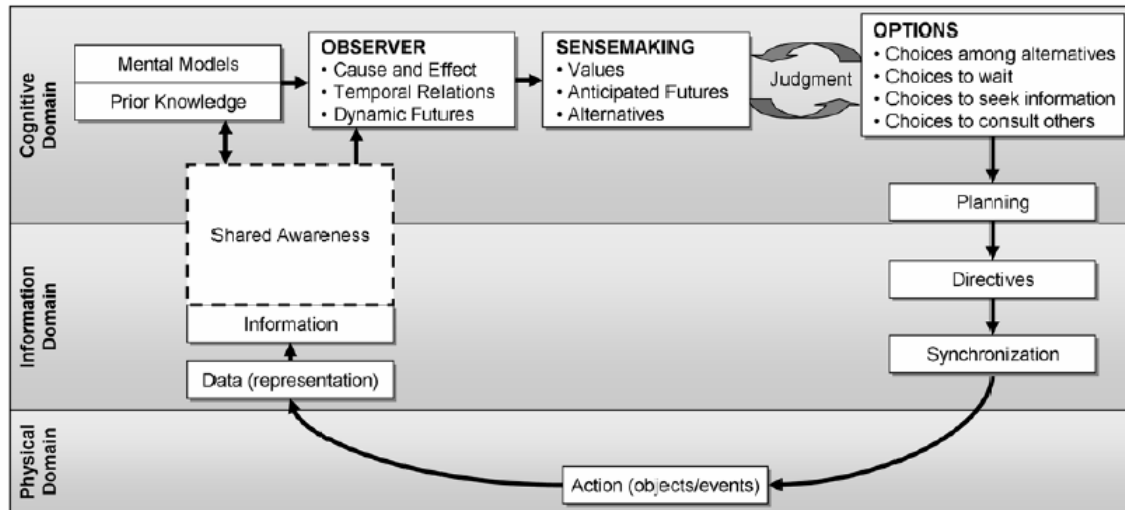 Cognitive
Domain
Mental Models
Prior Knowledge
OBSERVER
• Cause and Effect
• Temporal Relations
• Dynamic Futures
SENSEMAKING
• Values
• Anticipated Futures
• Alternatives
Judgment
OPTIONS
• Choices among alternatives
• Choices to wait
• Choices to seek information
• Choices to consult others
Planning
Information
Domain
Shared Awareness
Information
Data (representation)
Directives
Synchronization
Physical
Domain
Action (objects/events)